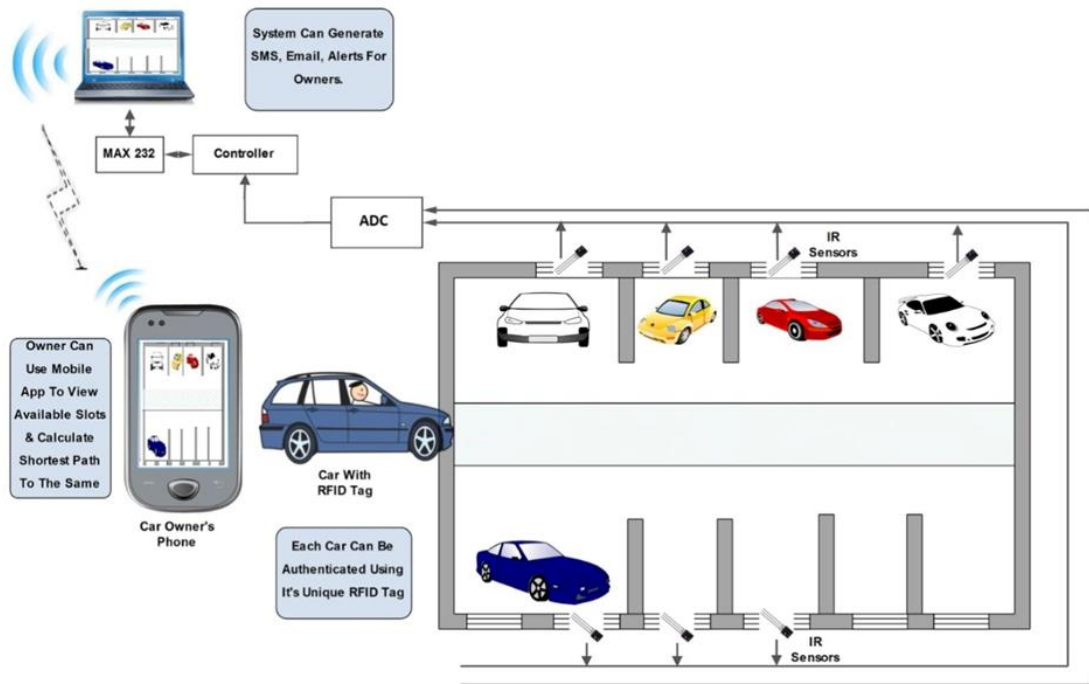 System Can Generate
SMS, Email, Alerts For
Owners.
MAX 232
Controller
ADC
IR
Sensors
Owner Can
Use Mobile
App To View
Available Slots
& Calculate
Shortest Path
To The Same
Car With
RFID Tag
Car Owner's
Phone
Each Car Can Be
Authenticated Using
It's Unique RFID Tag
IR
Sensors